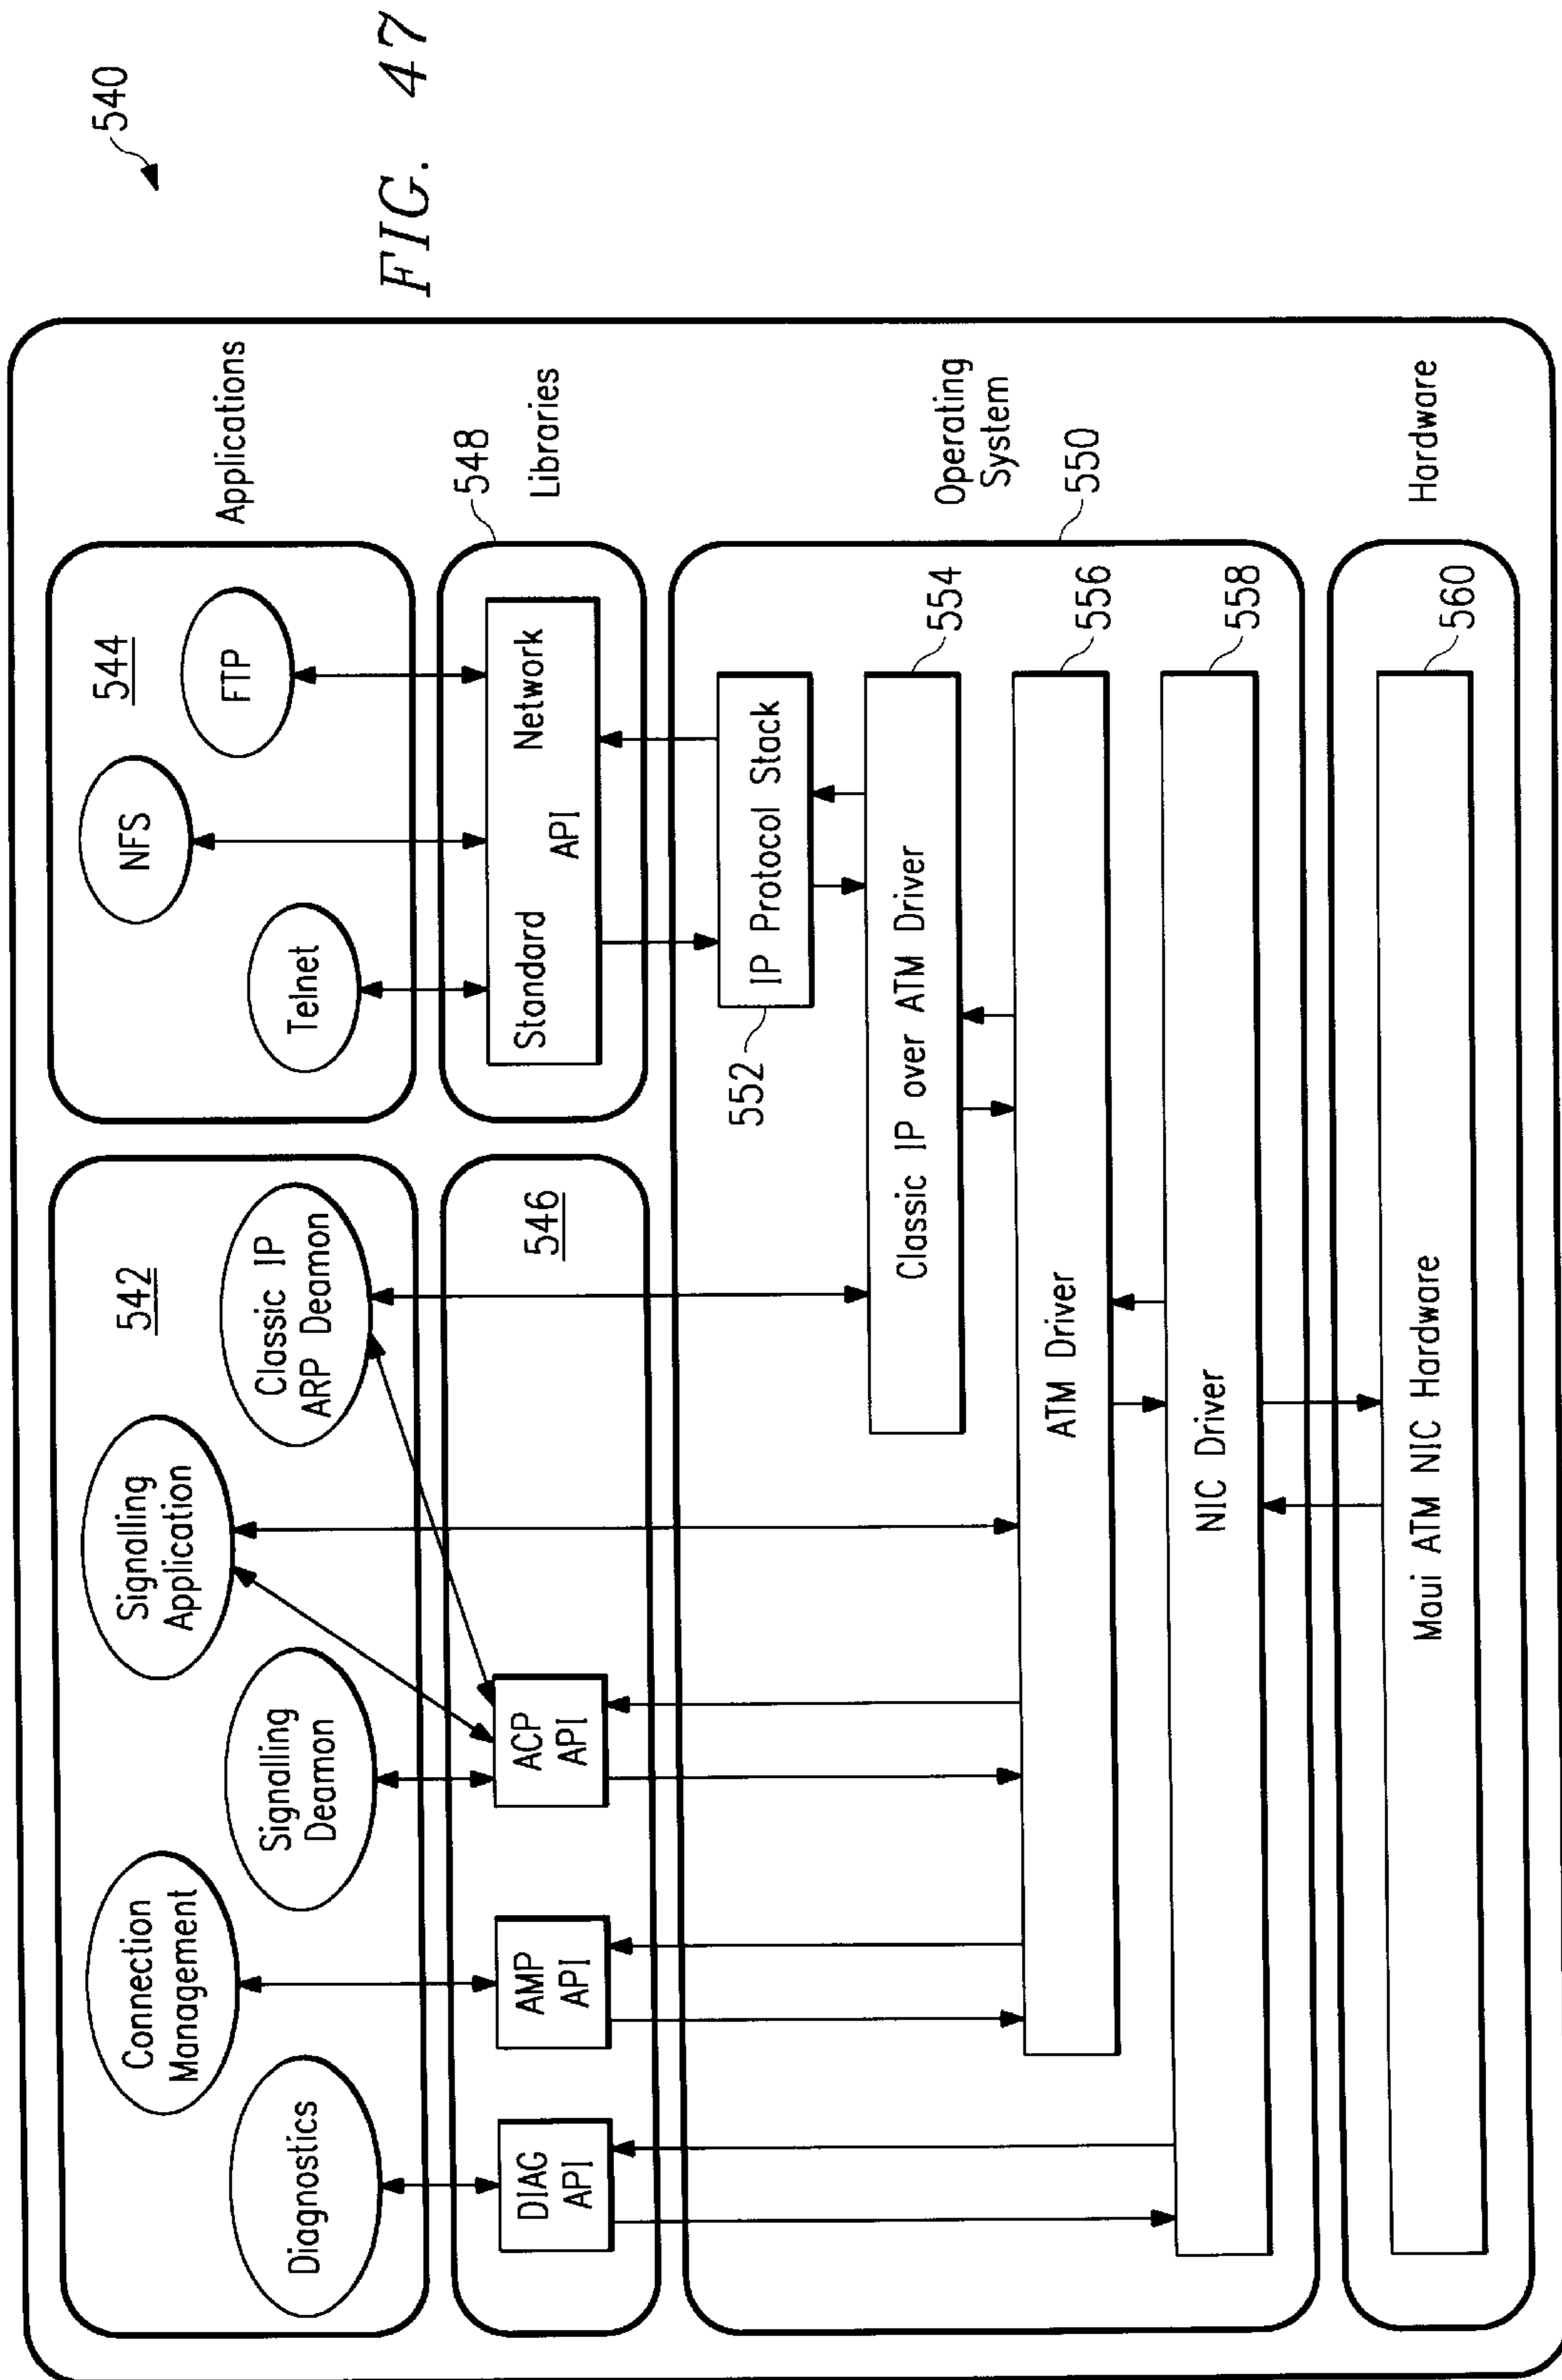 540
FIG. 47
542
Diagnostics
Connection
Management
Signalling
Deamon
Signalling
Application
Classic IP
ARP Deamon
544
Telnet
NFS
FTP
Applications
546
DIAG
API
AMP
API
ACP
API
548
Standard Network
API
Libraries
552
IP Protocol Stack
Classic IP over ATM Driver
554
ATM Driver
556
NIC Driver
558
Operating
System
550
Maui ATM NIC Hardware
560
Hardware